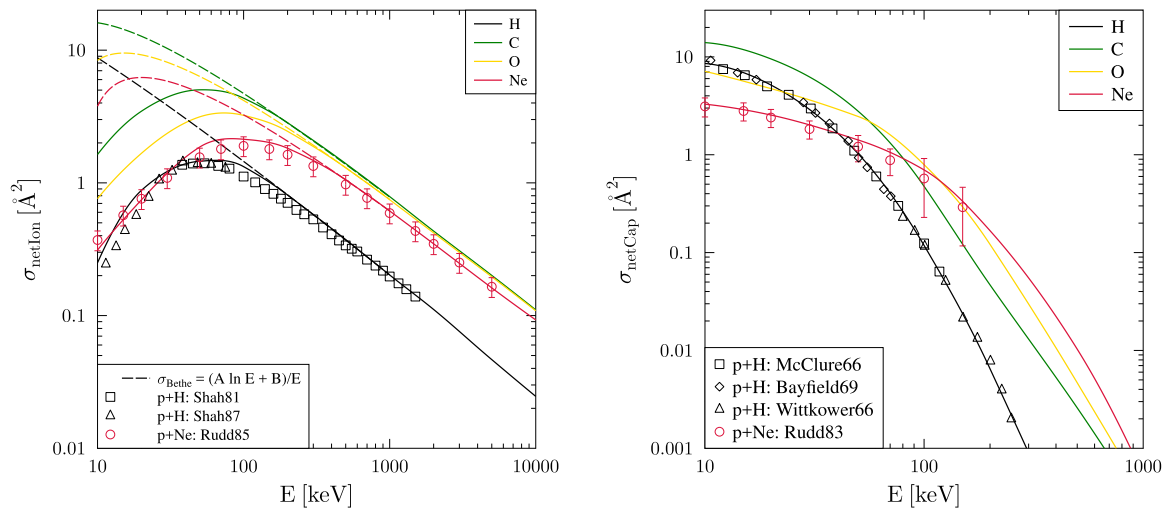 10
1
0.1
0.01
σnetIon [Å²]
10
100
1000
10000
E [keV]
H
C
O
Ne
σBethe = (A ln E + B)/E
p+H: Shah81
p+H: Shah87
p+Ne: Rudd85
10
1
0.1
0.01
0.001
σnetCap [Å²]
10
100
1000
E [keV]
H
C
O
Ne
p+H: McClure66
p+H: Bayfield69
p+H: Wittkower66
p+Ne: Rudd83